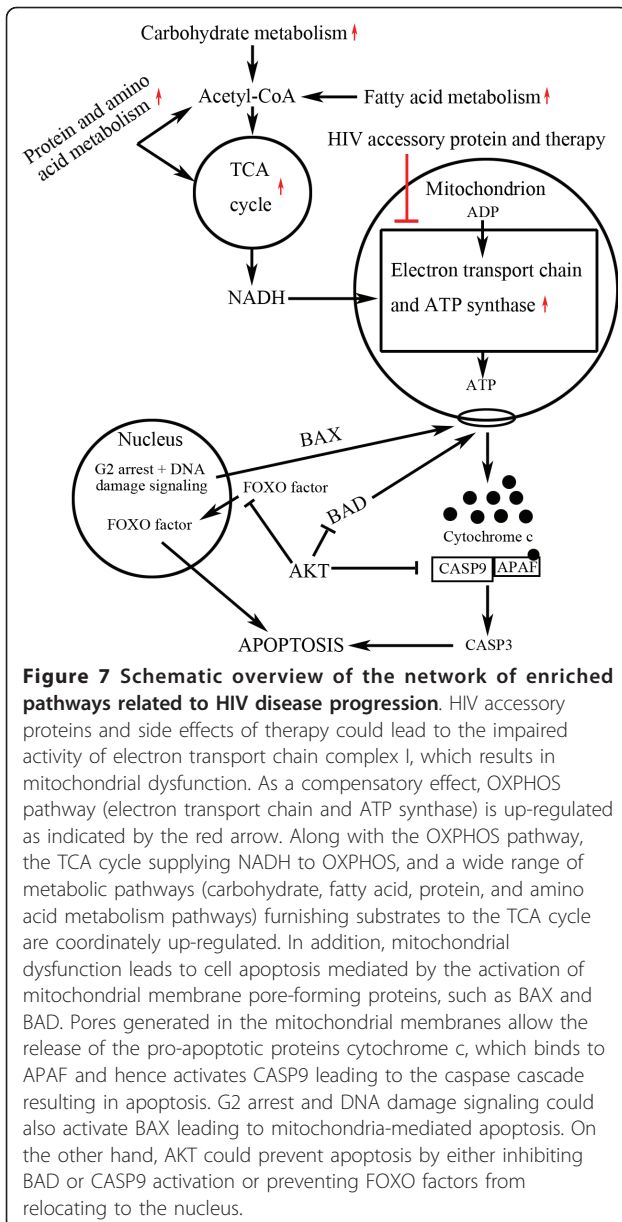 Carbohydrate metabolism
Protein and amino
acid metabolism
Acetyl-CoA
Fatty acid metabolism
HIV accessory protein and therapy
TCA
cycle
Mitochondrion
ADP
Electron transport chain
and ATP synthase
NADH
ATP
Nucleus
BAX
G2 arrest + DNA
damage signaling
FOXO factor
BAD
FOXO factor
Cytochrome c
AKT
CASP9
APAF
APOPTOSIS
CASP3
Figure 7 Schematic overview of the network of enriched
pathways related to HIV disease progression. HIV accessory
proteins and side effects of therapy could lead to the impaired
activity of electron transport chain complex I, which results in
mitochondrial dysfunction. As a compensatory effect, OXPHOS
pathway (electron transport chain and ATP synthase) is up-regulated
as indicated by the red arrow. Along with the OXPHOS pathway,
the TCA cycle supplying NADH to OXPHOS, and a wide range of
metabolic pathways (carbohydrate, fatty acid, protein, and amino
acid metabolism pathways) furnishing substrates to the TCA cycle
are coordinately up-regulated. In addition, mitochondrial
dysfunction leads to cell apoptosis mediated by the activation of
mitochondrial membrane pore-forming proteins, such as BAX and
BAD. Pores generated in the mitochondrial membranes allow the
release of the pro-apoptotic proteins cytochrome c, which binds to
APAF and hence activates CASP9 leading to the caspase cascade
resulting in apoptosis. G2 arrest and DNA damage signaling could
also activate BAX leading to mitochondria-mediated apoptosis. On
the other hand, AKT could prevent apoptosis by either inhibiting
BAD or CASP9 activation or preventing FOXO factors from
relocating to the nucleus.